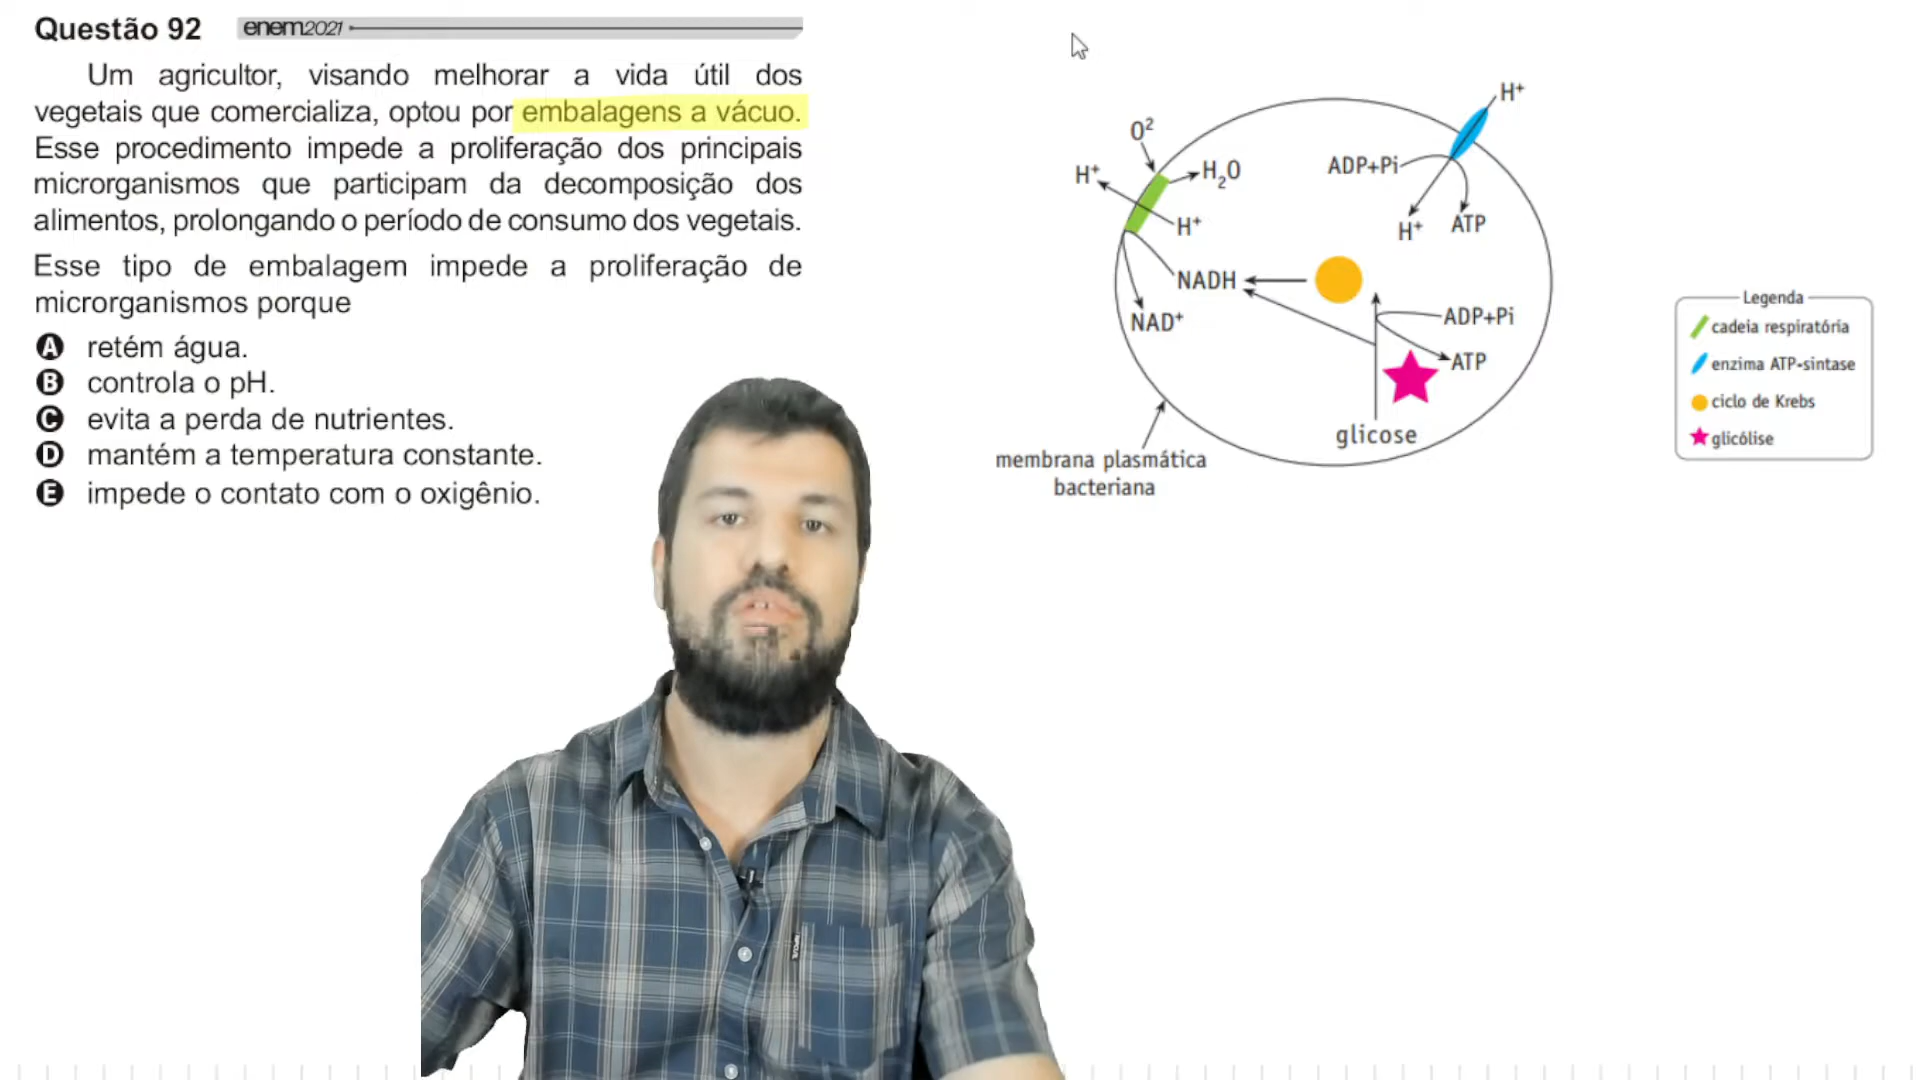 Questão 92
enem2021
Um agricultor, visando melhorar a vida útil dos
vegetais que comercializa, optou por embalagens a vácuo.
Esse procedimento impede a proliferação dos principais
microrganismos que participam da decomposição dos
alimentos, prolongando o período de consumo dos vegetais.
Esse tipo de embalagem impede a proliferação de
microrganismos porque
A retém água.
B controla o pH.
C evita a perda de nutrientes.
D mantém a temperatura constante.
E impede o contato com o oxigênio.
H⁺
O²
ADP+Pi
H⁺
H₂O
H⁺
H⁺
ATP
NADH
NAD⁺
ADP+Pi
ATP
glicose
membrana plasmática
bacteriana
Legenda
cadeia respiratória
enzima ATP-sintase
ciclo de Krebs
glicólise